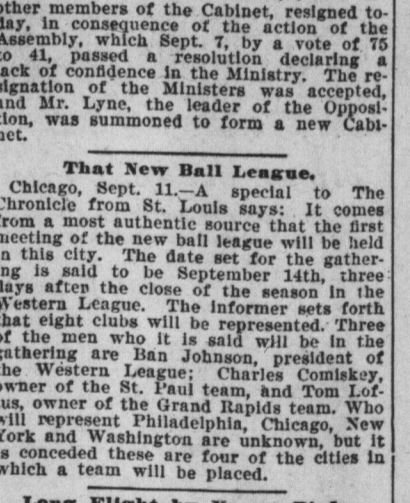 other members of the Cabinet, resigned to-
day, in consequence of the action of the
Assembly, which Sept. 7, by a vote of 75
to 41, passed a resolution declaring a
lack of confidence in the Ministry. The re-
signation of the Ministers was accepted,
and Mr. Lyne, the leader of the Opposi-
tion, was summoned to form a new Cabi-
net.
That New Ball League.
Chicago, Sept. 11.—A special to The
Chronicle from St. Louis says: It comes
from a most authentic source that the first
meeting of the new ball league will be held
in this city. The date set for the gather-
ing is said to be September 14th, three
days after the close of the season in the
Western League. The informer sets forth
that eight clubs will be represented. Three
of the men who it is said will be in the
gathering are Ban Johnson, president of
the Western League; Charles Comiskey,
owner of the St. Paul team, and Tom Lof-
tus, owner of the Grand Rapids team. Who
will represent Philadelphia, Chicago, New
York and Washington are unknown, but it
is conceded these are four of the cities in
which a team will be placed.
Long Flight by